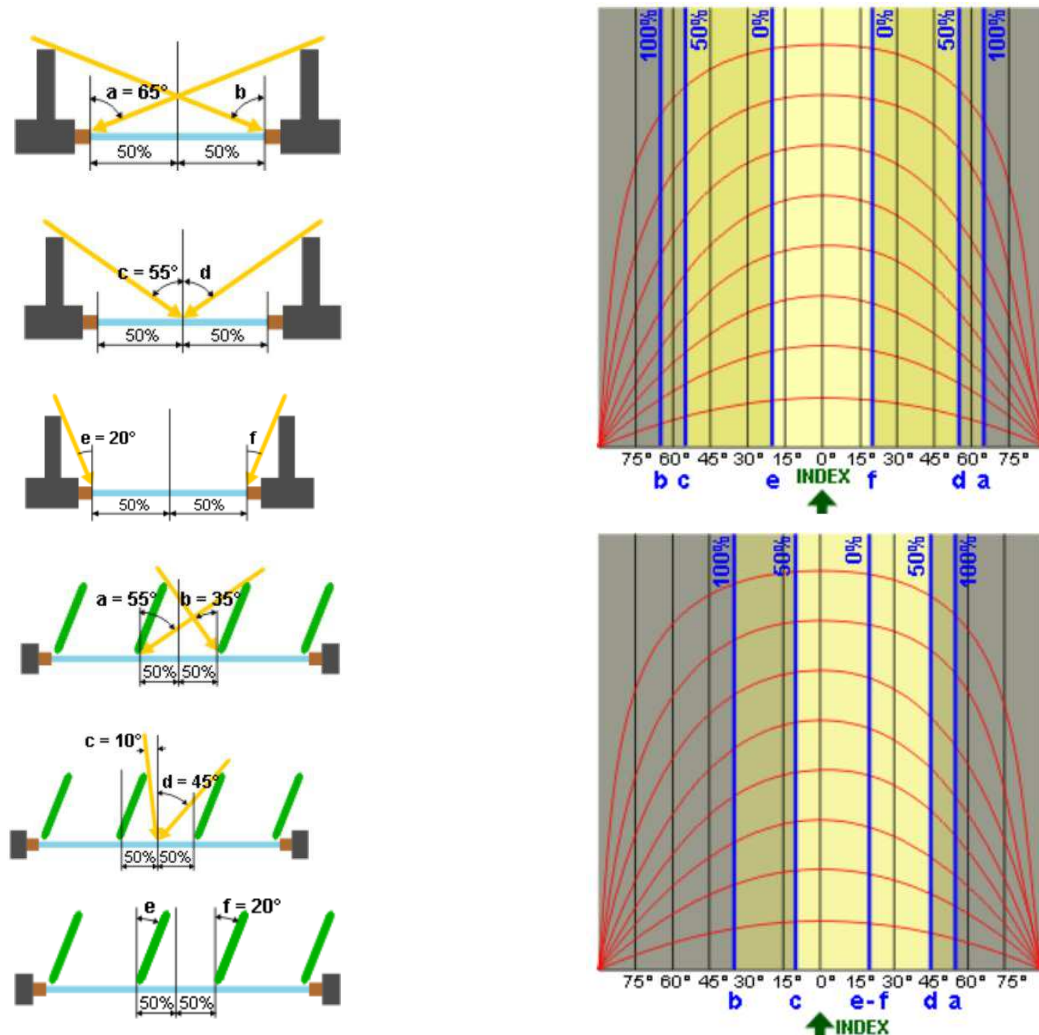 a = 65° b
50% 50%
c = 55° d
50% 50%
e = 20° f
50% 50%
a = 55° b = 35°
50% 50%
c = 10°
d = 45°
50% 50%
e f = 20°
50% 50%
100% 50% 0% 0% 50% 100%
75° 60° 45° 30° 15° 0° 15° 30° 45° 60° 75°
b c e INDEX f d a
100% 50% 0% 50% 100%
75° 60° 45° 30° 15° 0° 15° 30° 45° 60° 75°
b c e-f d a
INDEX